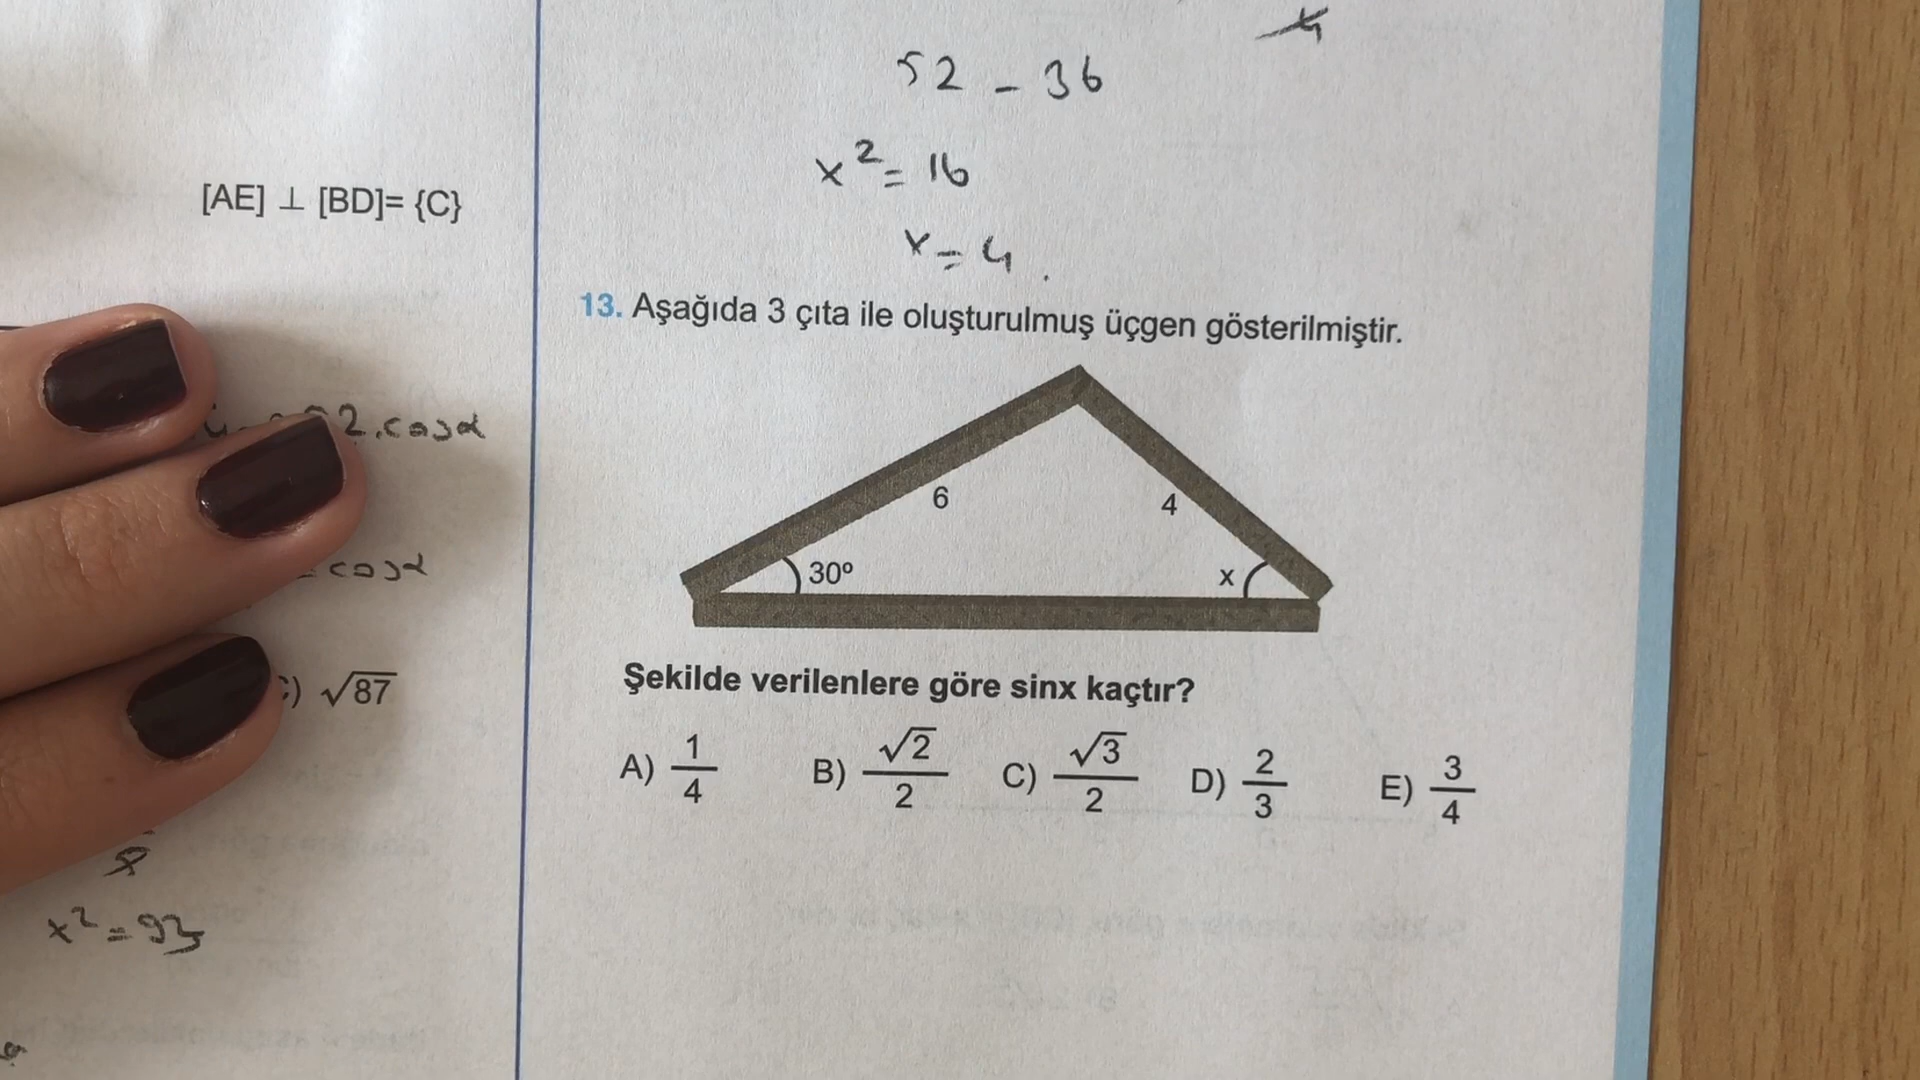 [AE] ⊥ [BD]= {C}
2.cosα
cosα
√87
x²=93
52 - 36
x² = 16
x = 4.
13. Aşağıda 3 çıta ile oluşturulmuş üçgen gösterilmiştir.
6
4
30º
x
Şekilde verilenlere göre sinx kaçtır?
A) 1/4 B) √2/2 C) √3/2 D) 2/3 E) 3/4